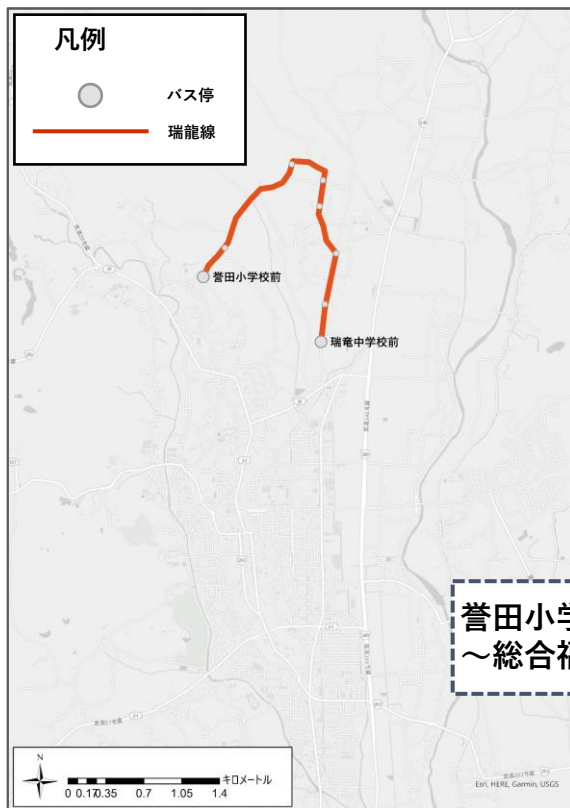 凡例
バス停
瑞龍線
誉田小学校前
瑞竜中学校前
誉田小学
～総合福
N
キロメートル
0 0.170.35 0.7 1.05 1.4
Esri, HERE, Garmin, USGS